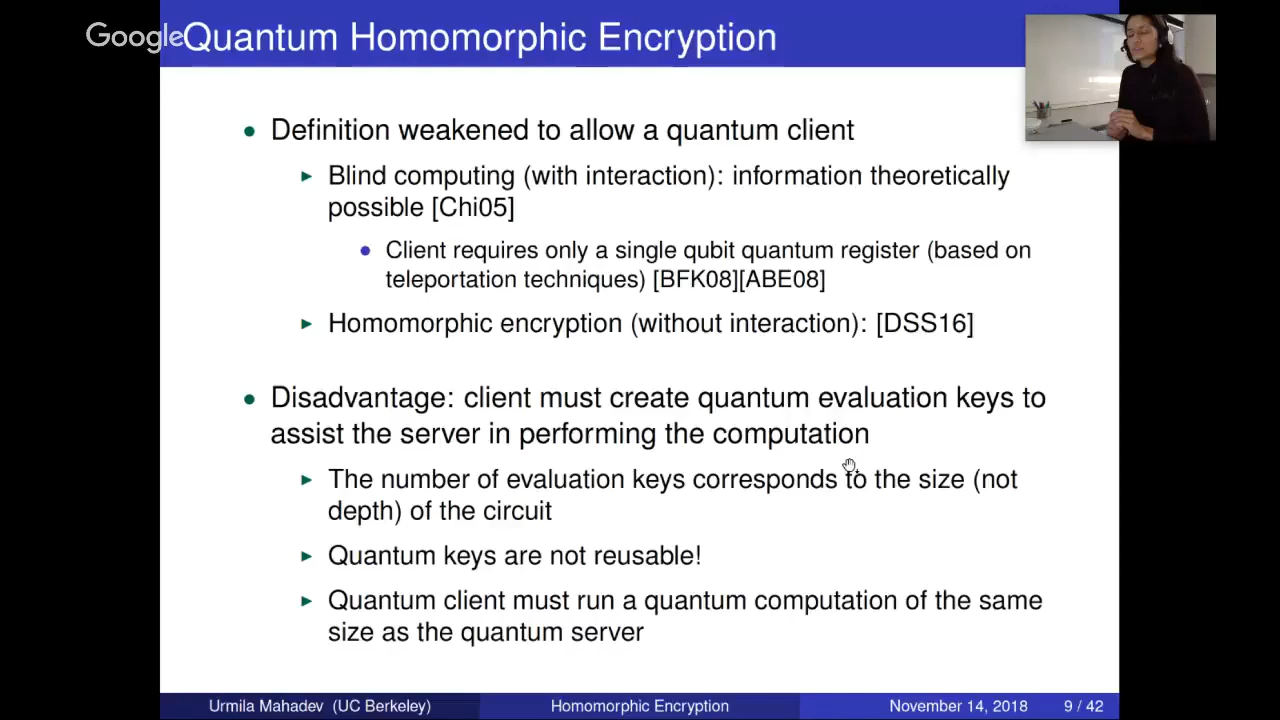 Google
Quantum Homomorphic Encryption
• Definition weakened to allow a quantum client
▶ Blind computing (with interaction): information theoretically
possible [Chi05]
• Client requires only a single qubit quantum register (based on
teleportation techniques) [BFK08][ABE08]
▶ Homomorphic encryption (without interaction): [DSS16]
• Disadvantage: client must create quantum evaluation keys to
assist the server in performing the computation
▶ The number of evaluation keys corresponds to the size (not
depth) of the circuit
▶ Quantum keys are not reusable!
▶ Quantum client must run a quantum computation of the same
size as the quantum server
Urmila Mahadev (UC Berkeley) Homomorphic Encryption November 14, 2018 9 / 42